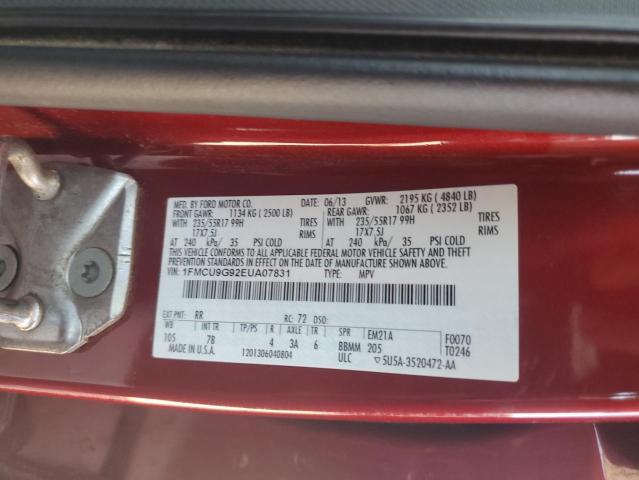 MFD. BY FORD MOTOR CO.
DATE: 06/13 GVWR: 2195 KG ( 4840 LB)
FRONT GAWR: 1134 KG ( 2500 LB) REAR GAWR: 1067 KG ( 2352 LB)
WITH 235/55R17 99H TIRES WITH 235/55R17 99H TIRES
17X7.5J RIMS 17X7.5J RIMS
AT 240 kPa/ 35 PSI COLD AT 240 kPa/ 35 PSI COLD
THIS VEHICLE CONFORMS TO ALL APPLICABLE FEDERAL MOTOR VEHICLE SAFETY AND BUMPER
STANDARDS AND THEFT PREVENTION STANDARDS IN EFFECT ON THE DATE OF MANUFACTURE SHOWN ABOVE.
VIN: 1FMCU9G92EUA07831 TYPE: MPV
EXT PNT: RR RC: 72 DSO:
WB INT TR TP/PS R AXLE TR SPR EM21A F0070
105 7B 4 3A 6 BBMM 205 T0246
MADE IN U.S.A. 1201306040804 ULC ▽5U5A-3520472-AA